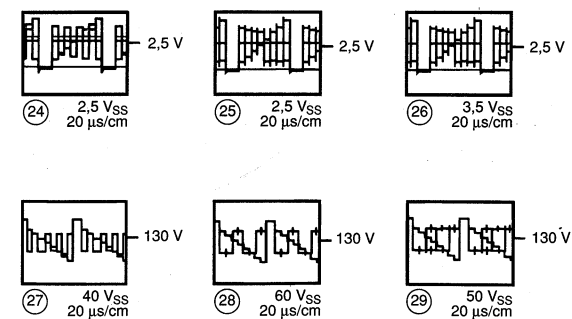 2,5 V
2,5 V
2,5 V
24 2,5 VSS
20 µs/cm
25 2,5 VSS
20 µs/cm
26 3,5 VSS
20 µs/cm
130 V
130 V
130 V
27 40 VSS
20 µs/cm
28 60 VSS
20 µs/cm
29 50 VSS
20 µs/cm